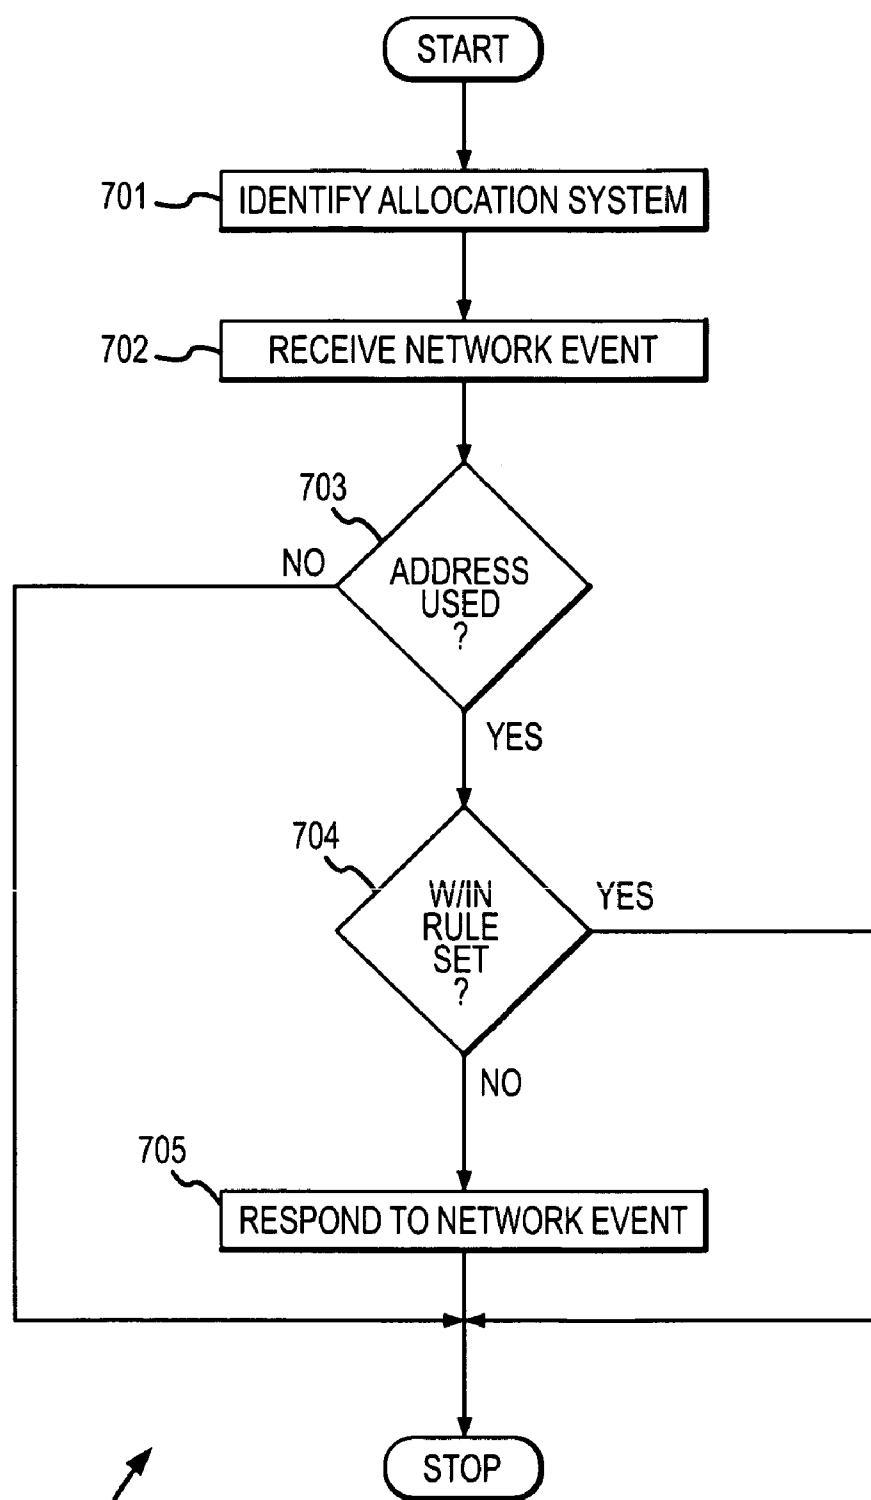 START
701
IDENTIFY ALLOCATION SYSTEM
702
RECEIVE NETWORK EVENT
703
NO
ADDRESS
USED
?
YES
704
W/IN
RULE
SET
?
YES
NO
705
RESPOND TO NETWORK EVENT
STOP